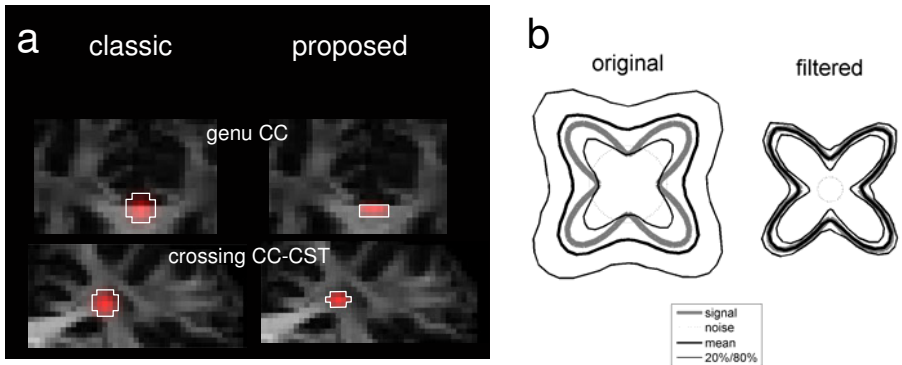 a
classic
proposed
genu CC
crossing CC-CST
b
original
filtered
signal
noise
mean
20%/80%